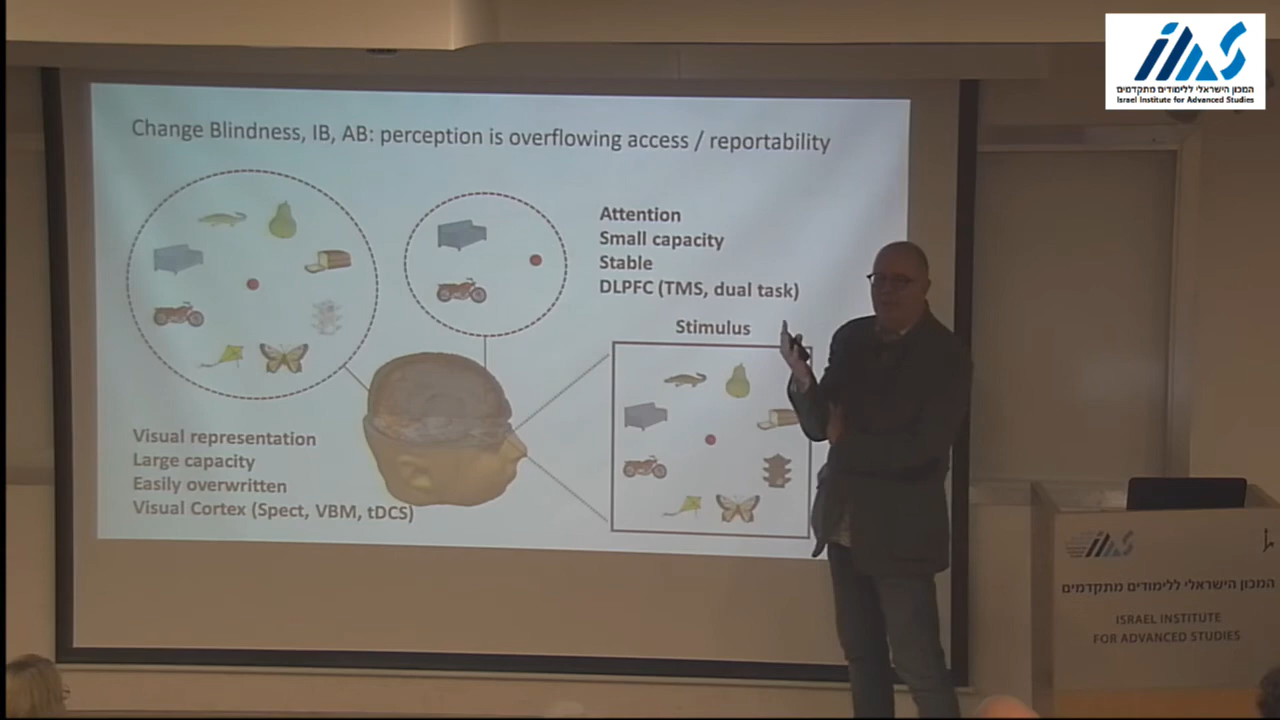 המכון הישראלי ללימודים מתקדמים
Israel Institute for Advanced Studies
Change Blindness, IB, AB: perception is overflowing access / reportability
Attention
Small capacity
Stable
DLPFC (TMS, dual task)
Stimulus
Visual representation
Large capacity
Easily overwritten
Visual Cortex (Spect, VBM, tDCS)
המכון הישראלי ללימודים מתקדמים
ISRAEL INSTITUTE
FOR ADVANCED STUDIES